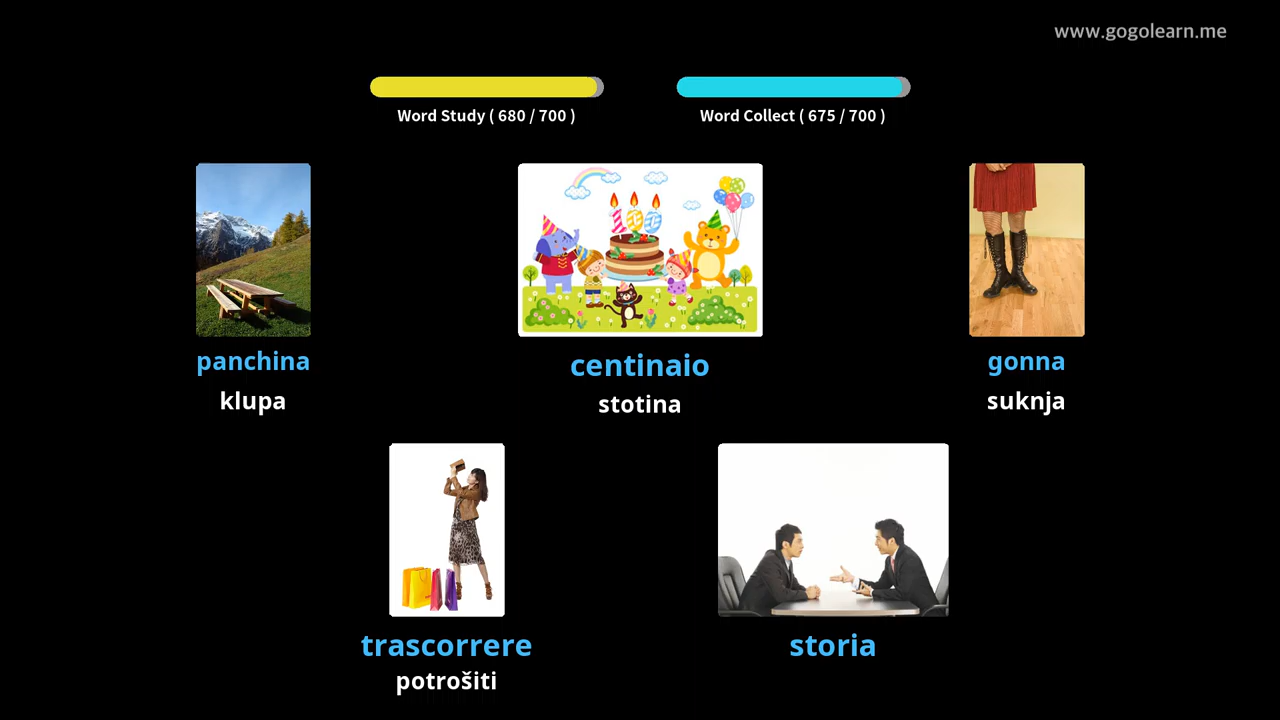 www.gogolearn.me
Word Study ( 680 / 700 )
Word Collect ( 675 / 700 )
100
panchina
centinaio
gonna
klupa
stotina
suknja
trascorrere
storia
potrošiti